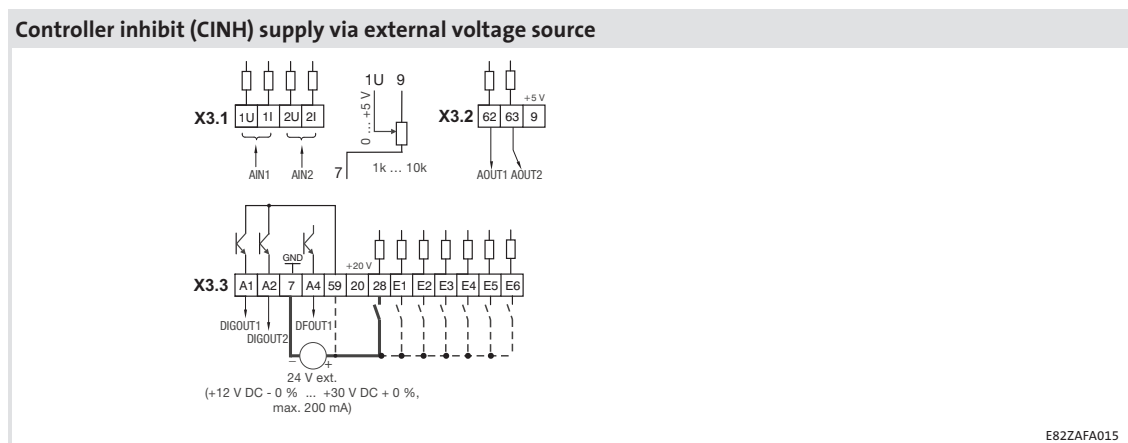 Controller inhibit (CINH) supply via external voltage source
1U 9
0 ... +5 V
+5 V
X3.1 1U 1I 2U 2I
X3.2 62 63 9
7
1k ... 10k
AIN1 AIN2
AOUT1 AOUT2
GND
+20 V
X3.3 A1 A2 7 A4 59 20 28 E1 E2 E3 E4 E5 E6
DIGOUT1
DIGOUT2
DFOUT1
– +
24 V ext.
(+12 V DC - 0 % ... +30 V DC + 0 %,
max. 200 mA)
E82ZAFA015